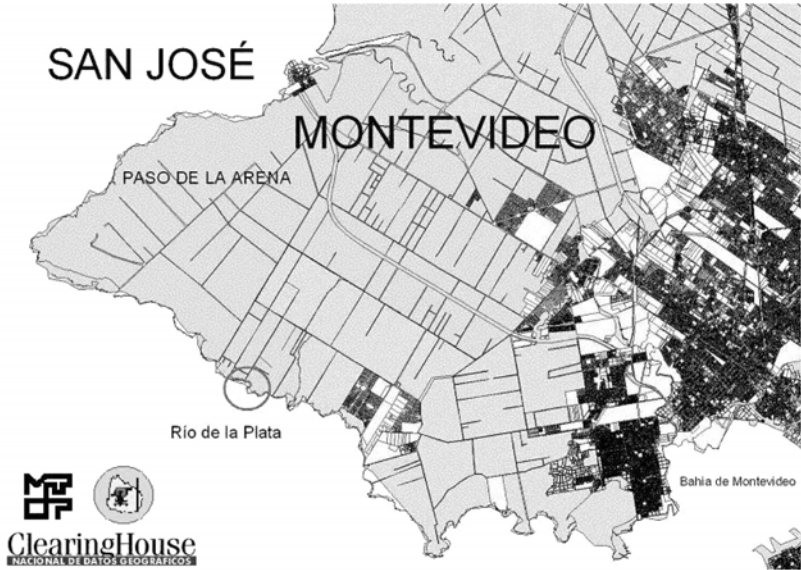 SAN JOSÉ
MONTEVIDEO
PASO DE LA ARENA
Río de la Plata
Bahia de Montevideo
MTOP
ClearingHouse
NACIONAL DE DATOS GEOGRAFICOS